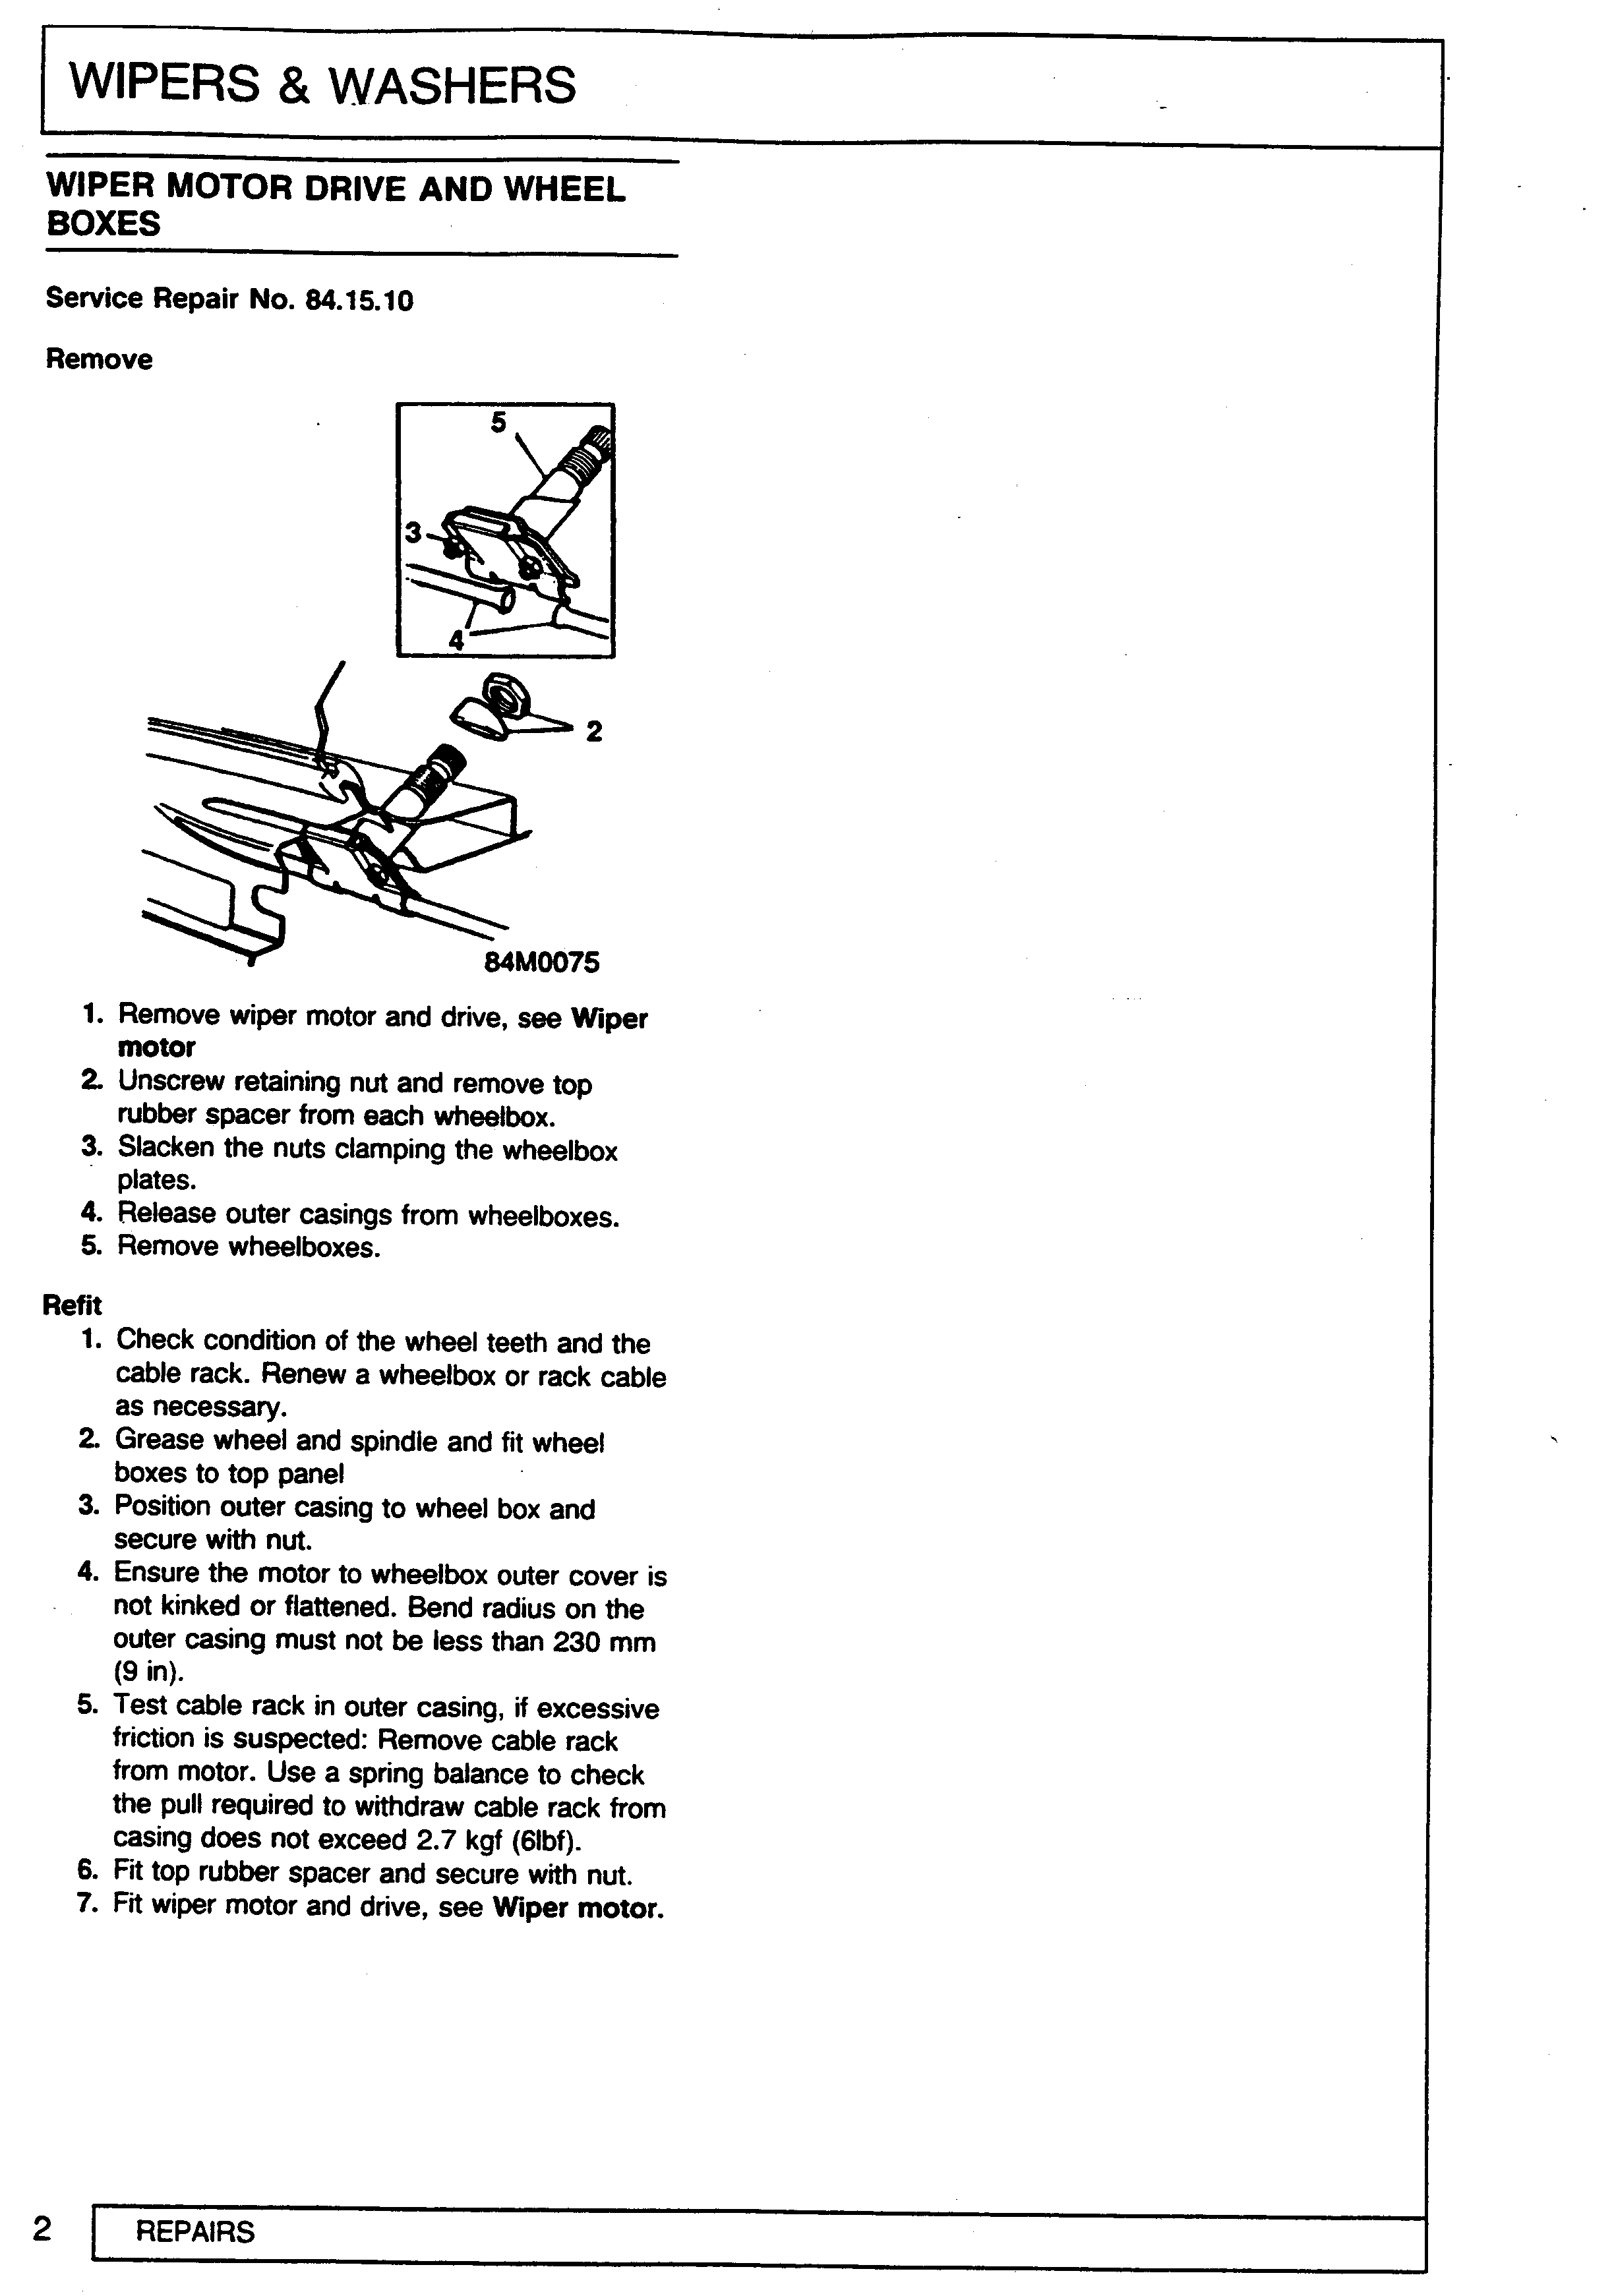 WIPERS & WASHERS
WIPER MOTOR DRIVE AND WHEEL
BOXES
Service Repair No. 84.15.10
Remove
5
3
4
2
84M0075
1. Remove wiper motor and drive, see Wiper
motor
2. Unscrew retaining nut and remove top
rubber spacer from each wheelbox.
3. Slacken the nuts clamping the wheelbox
plates.
4. Release outer casings from wheelboxes.
5. Remove wheelboxes.
Refit
1. Check condition of the wheel teeth and the
cable rack. Renew a wheelbox or rack cable
as necessary.
2. Grease wheel and spindle and fit wheel
boxes to top panel
3. Position outer casing to wheel box and
secure with nut.
4. Ensure the motor to wheelbox outer cover is
not kinked or flattened. Bend radius on the
outer casing must not be less than 230 mm
(9 in).
5. Test cable rack in outer casing, if excessive
friction is suspected: Remove cable rack
from motor. Use a spring balance to check
the pull required to withdraw cable rack from
casing does not exceed 2.7 kgf (6lbf).
6. Fit top rubber spacer and secure with nut.
7. Fit wiper motor and drive, see Wiper motor.
2
REPAIRS